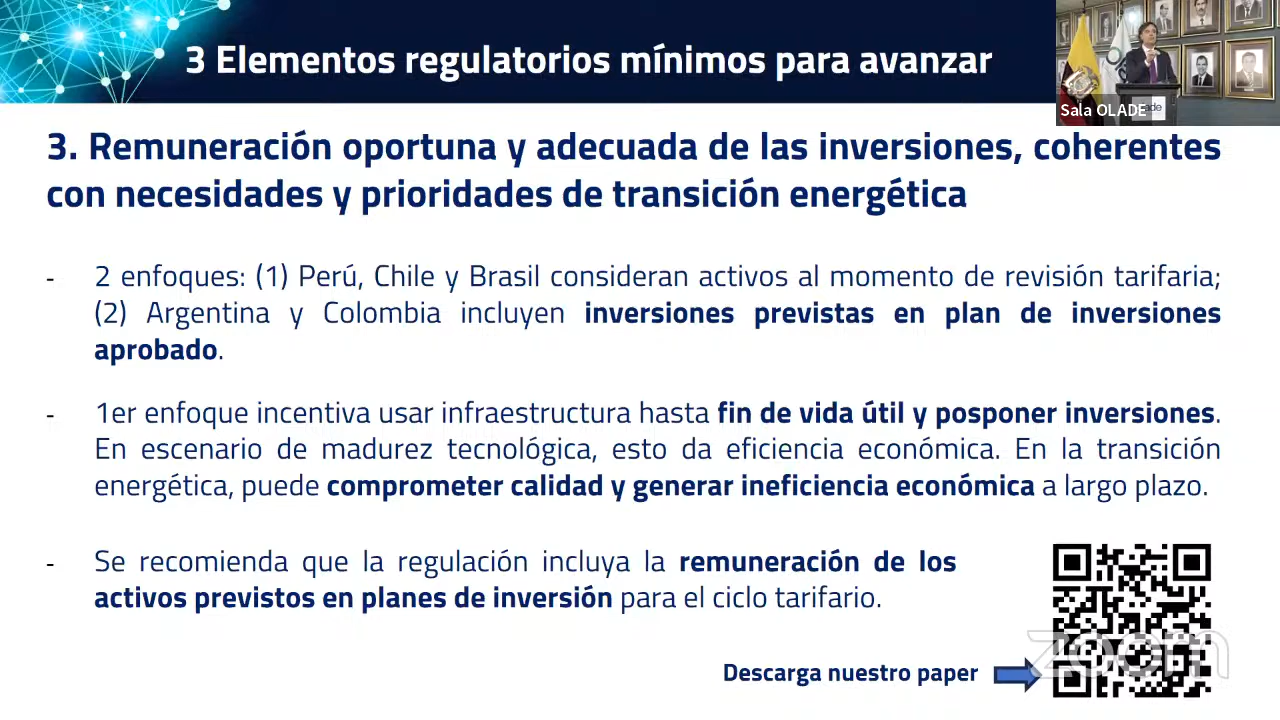 3 Elementos regulatorios mínimos para avanzar
Sala OLADE
ade
3. Remuneración oportuna y adecuada de las inversiones, coherentes
con necesidades y prioridades de transición energética
- 2 enfoques: (1) Perú, Chile y Brasil consideran activos al momento de revisión tarifaria;
(2) Argentina y Colombia incluyen inversiones previstas en plan de inversiones
aprobado.
- 1er enfoque incentiva usar infraestructura hasta fin de vida útil y posponer inversiones.
En escenario de madurez tecnológica, esto da eficiencia económica. En la transición
energética, puede comprometer calidad y generar ineficiencia económica a largo plazo.
- Se recomienda que la regulación incluya la remuneración de los
activos previstos en planes de inversión para el ciclo tarifario.
zoom
Descarga nuestro paper